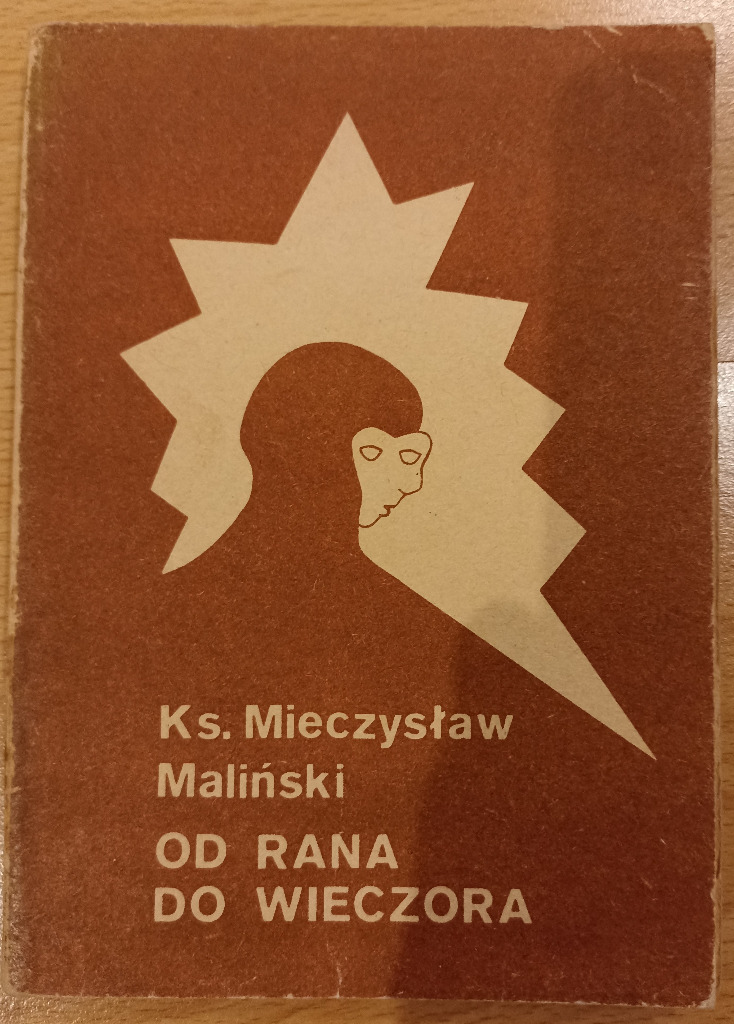 Ks. Mieczysław
Maliński
OD RANA
DO WIECZORA